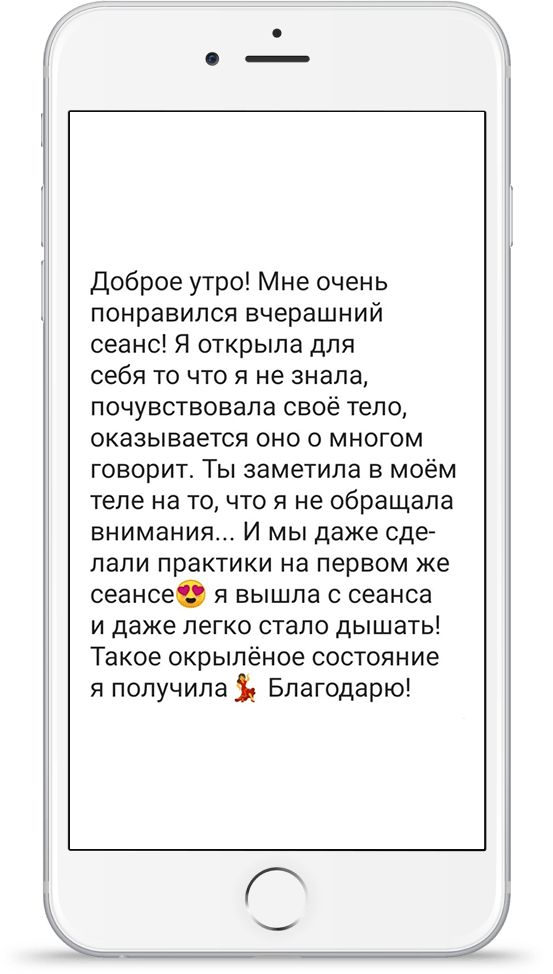 Доброе утро! Мне очень
понравился вчерашний
сеанс! Я открыла для
себя то что я не знала,
почувствовала своё тело,
оказывается оно о многом
говорит. Ты заметила в моём
теле на то, что я не обращала
внимания... И мы даже сде-
лали практики на первом же
сеансе😍 я вышла с сеанса
и даже легко стало дышать!
Такое окрылёное состояние
я получила💃 Благодарю!